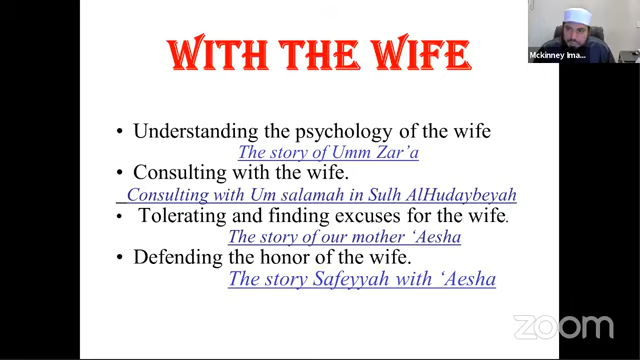 WITH THE WIFE
Mckinney Ima...
• Understanding the psychology of the wife
The story of Umm Zar'a
• Consulting with the wife.
Consulting with Um salamah in Sulh AlHudaybeyah
• Tolerating and finding excuses for the wife.
The story of our mother 'Aesha
• Defending the honor of the wife.
The story Safeyyah with 'Aesha
zoom